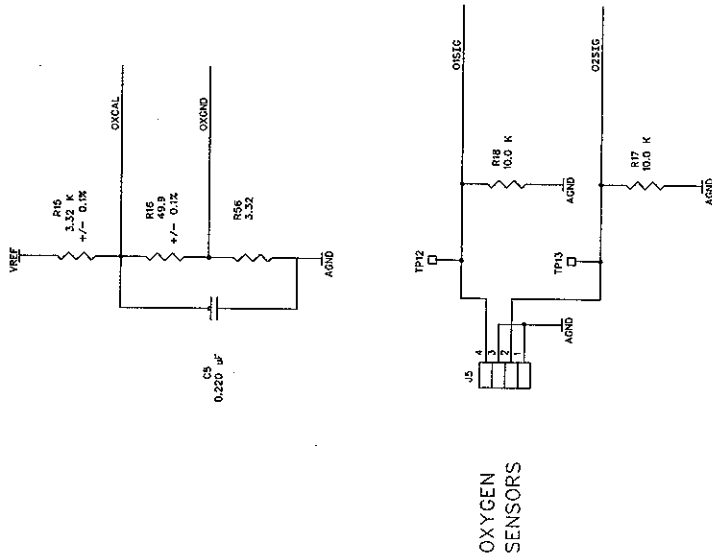 VREF
R15
3.32 K
+/- 0.1%
OXCAL
R16
49.9
+/- 0.1%
OXGND
R56
3.32
AGND
C5
0.220 uF
O1SIG
R18
10.0 K
AGND
TP12
O2SIG
R17
10.0 K
AGND
TP13
J5
4
3
2
1
AGND
OXYGEN
SENSORS